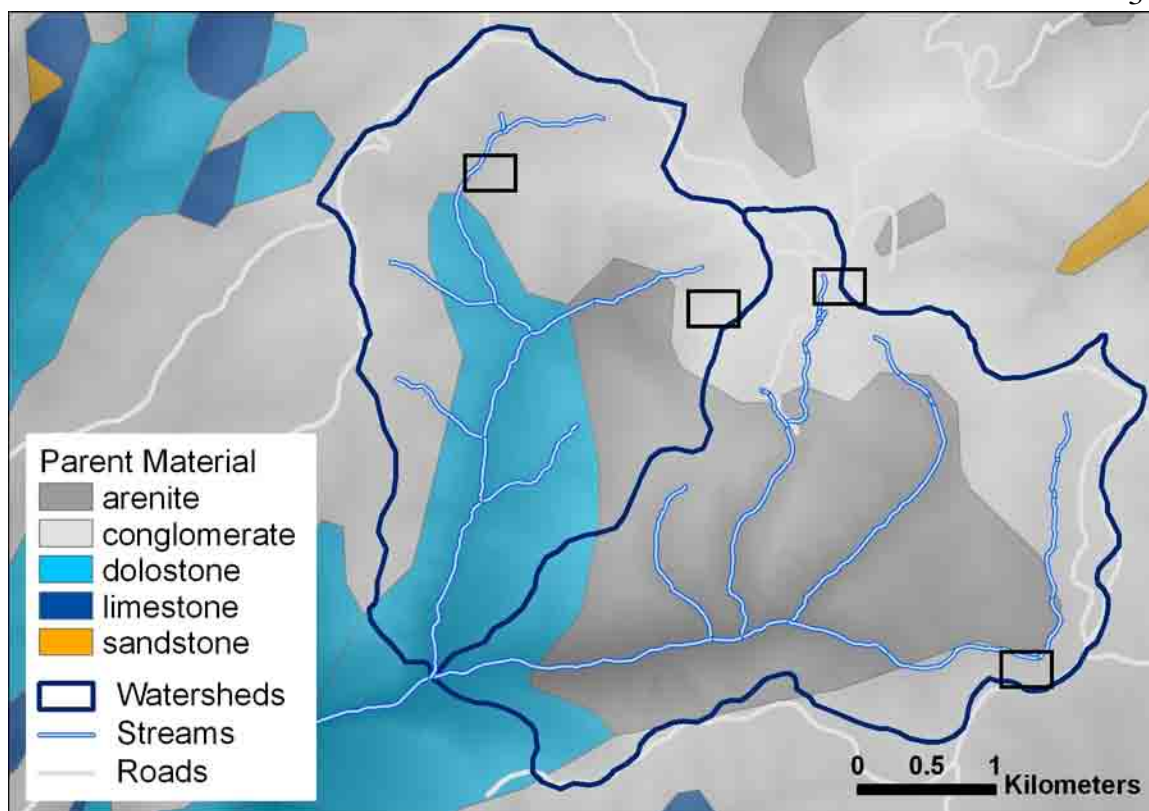 Parent Material
arenite
conglomerate
dolostone
limestone
sandstone
Watersheds
Streams
Roads
0 0.5 1
Kilometers